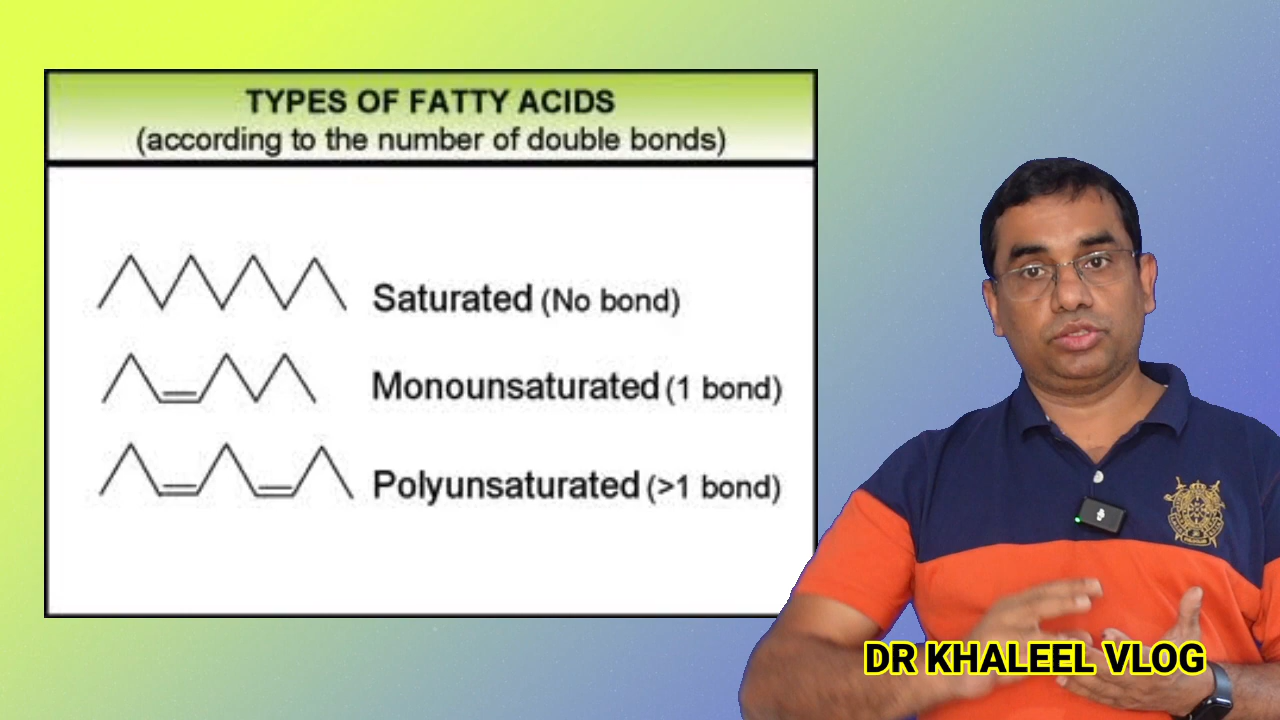 TYPES OF FATTY ACIDS
(according to the number of double bonds)
Saturated (No bond)
Monounsaturated (1 bond)
Polyunsaturated (>1 bond)
DR KHALEEL VLOG